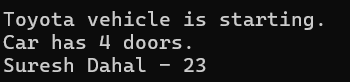 Toyota vehicle is starting.
Car has 4 doors.
Suresh Dahal - 23